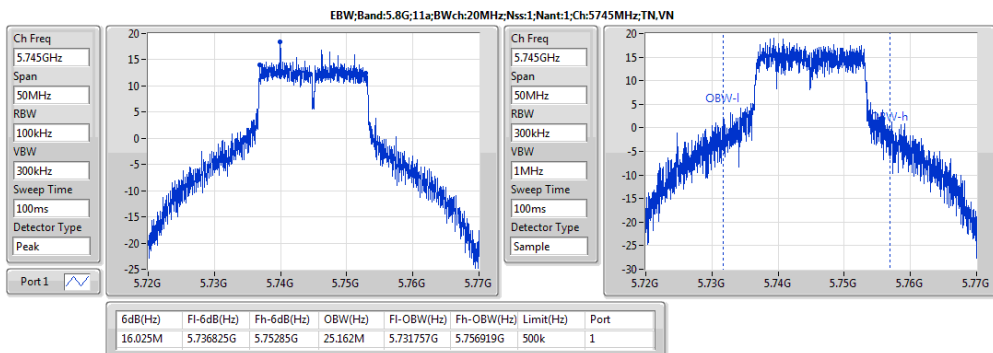 EBW;Band:5.8G;11a;BWch:20MHz;Nss:1;Nant:1;Ch:5745MHz;TN,VN
Ch Freq
5.745GHz
Span
50MHz
RBW
100kHz
VBW
300kHz
Sweep Time
100ms
Detector Type
Peak
Port 1
20
15
10
5
0
-5
-10
-15
-20
-25
5.72G 5.73G 5.74G 5.75G 5.76G 5.77G
Ch Freq
5.745GHz
Span
50MHz
RBW
300kHz
VBW
1MHz
Sweep Time
100ms
Detector Type
Sample
20
15
10
5
0
-5
-10
-15
-20
-25
-30
OBW-l
5.72G 5.73G 5.74G 5.75G 5.76G 5.77G
6dB(Hz) Fl-6dB(Hz) Fh-6dB(Hz) OBW(Hz) Fl-OBW(Hz) Fh-OBW(Hz) Limit(Hz) Port
16.025M 5.736825G 5.75285G 25.162M 5.731757G 5.756919G 500k 1